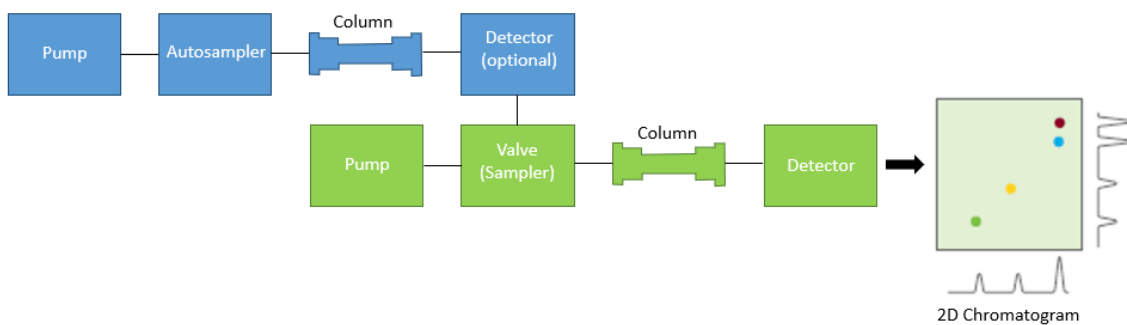 Column
Pump
Autosampler
Detector
(optional)
Column
Pump
Valve
(Sampler)
Detector
2D Chromatogram